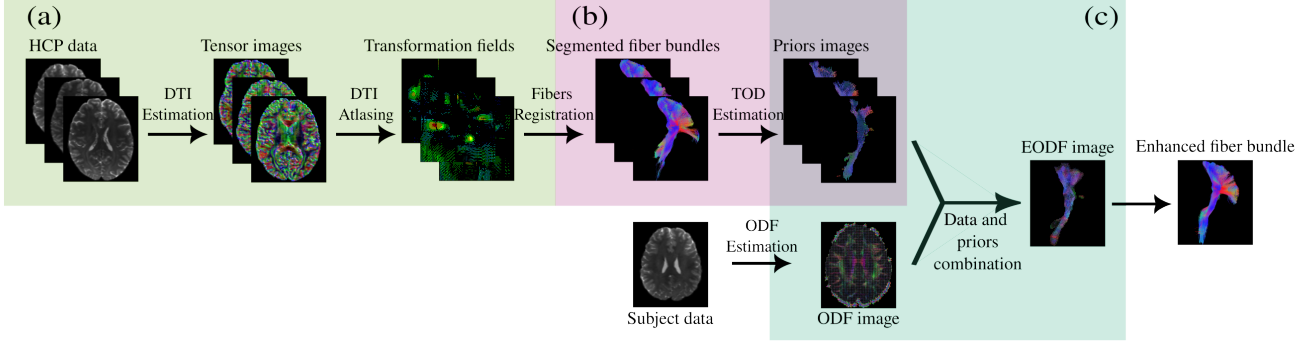 (a)
(b)
(c)
HCP data
Tensor images
Transformation fields
Segmented fiber bundles
Priors images
DTI
Estimation
DTI
Atlasing
Fibers
Registration
TOD
Estimation
EODF image
Enhanced fiber bundle
Data and
priors
combination
ODF
Estimation
Subject data
ODF image